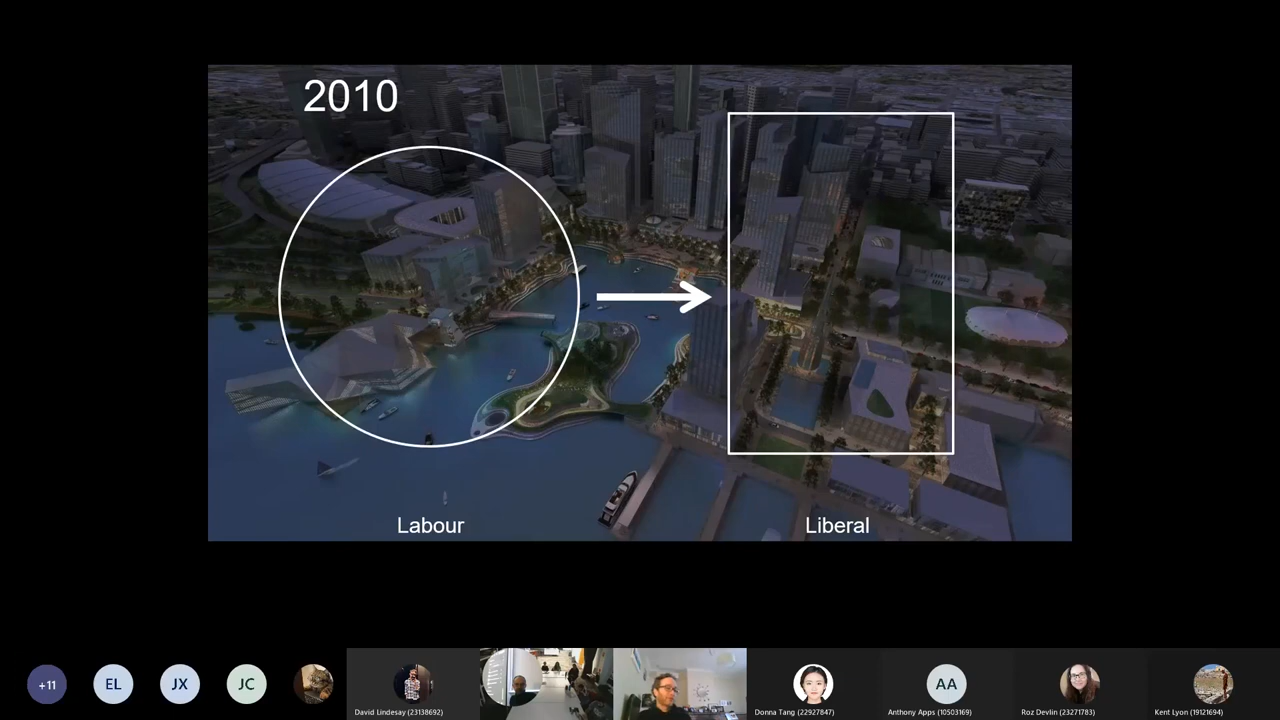 2010
Labour
Liberal
+11
EL
JX
JC
David Lindesay (23138692)
Donna Tang (22927847)
AA
Anthony Apps (10503169)
Roz Devlin (23271783)
Kent Lyon (19121694)